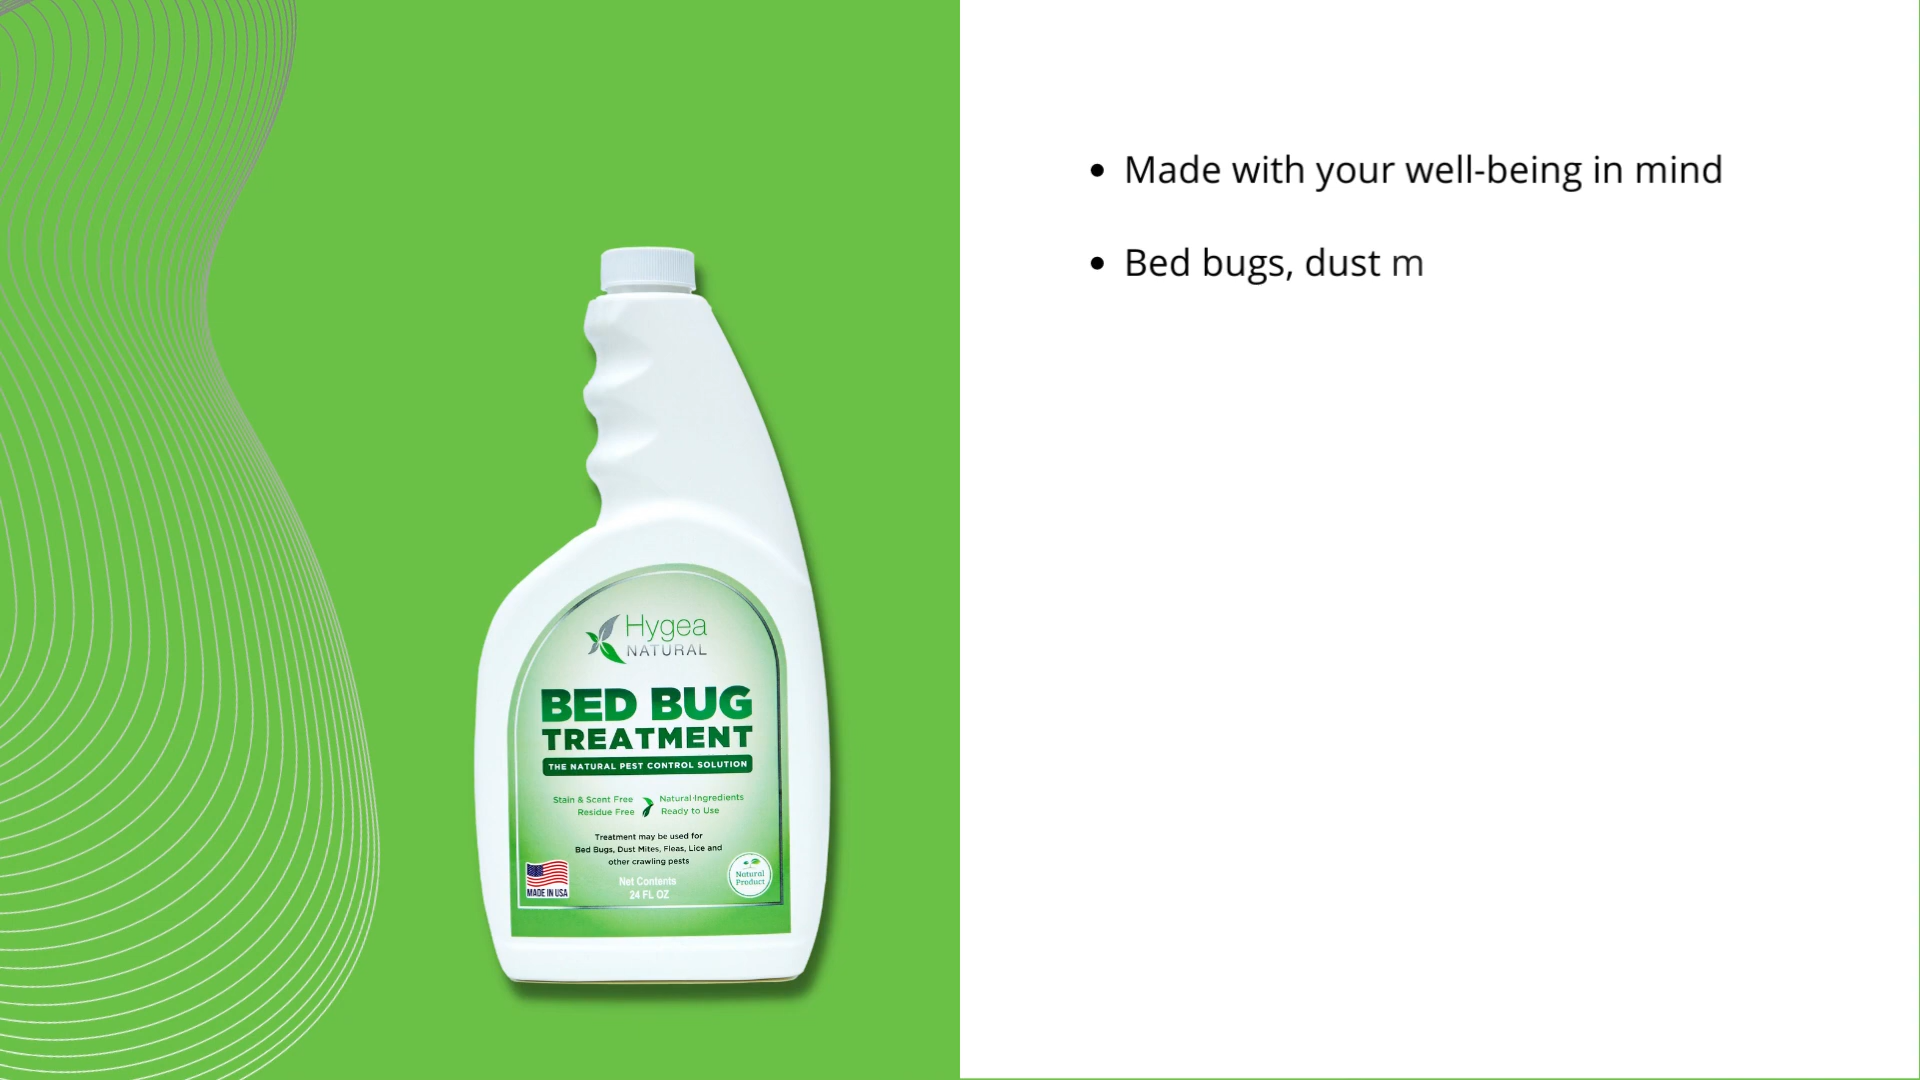 Made with your well-being in mind
Bed bugs, dust m
Hygea
NATURAL
BED BUG
TREATMENT
THE NATURAL PEST CONTROL SOLUTION
Stain & Scent Free
Residue Free
Natural Ingredients
Ready to Use
Treatment may be used for
Bed Bugs, Dust Mites, Fleas, Lice and
other crawling pests
MADE IN USA
Net Contents
24 FL OZ
Natural
Product